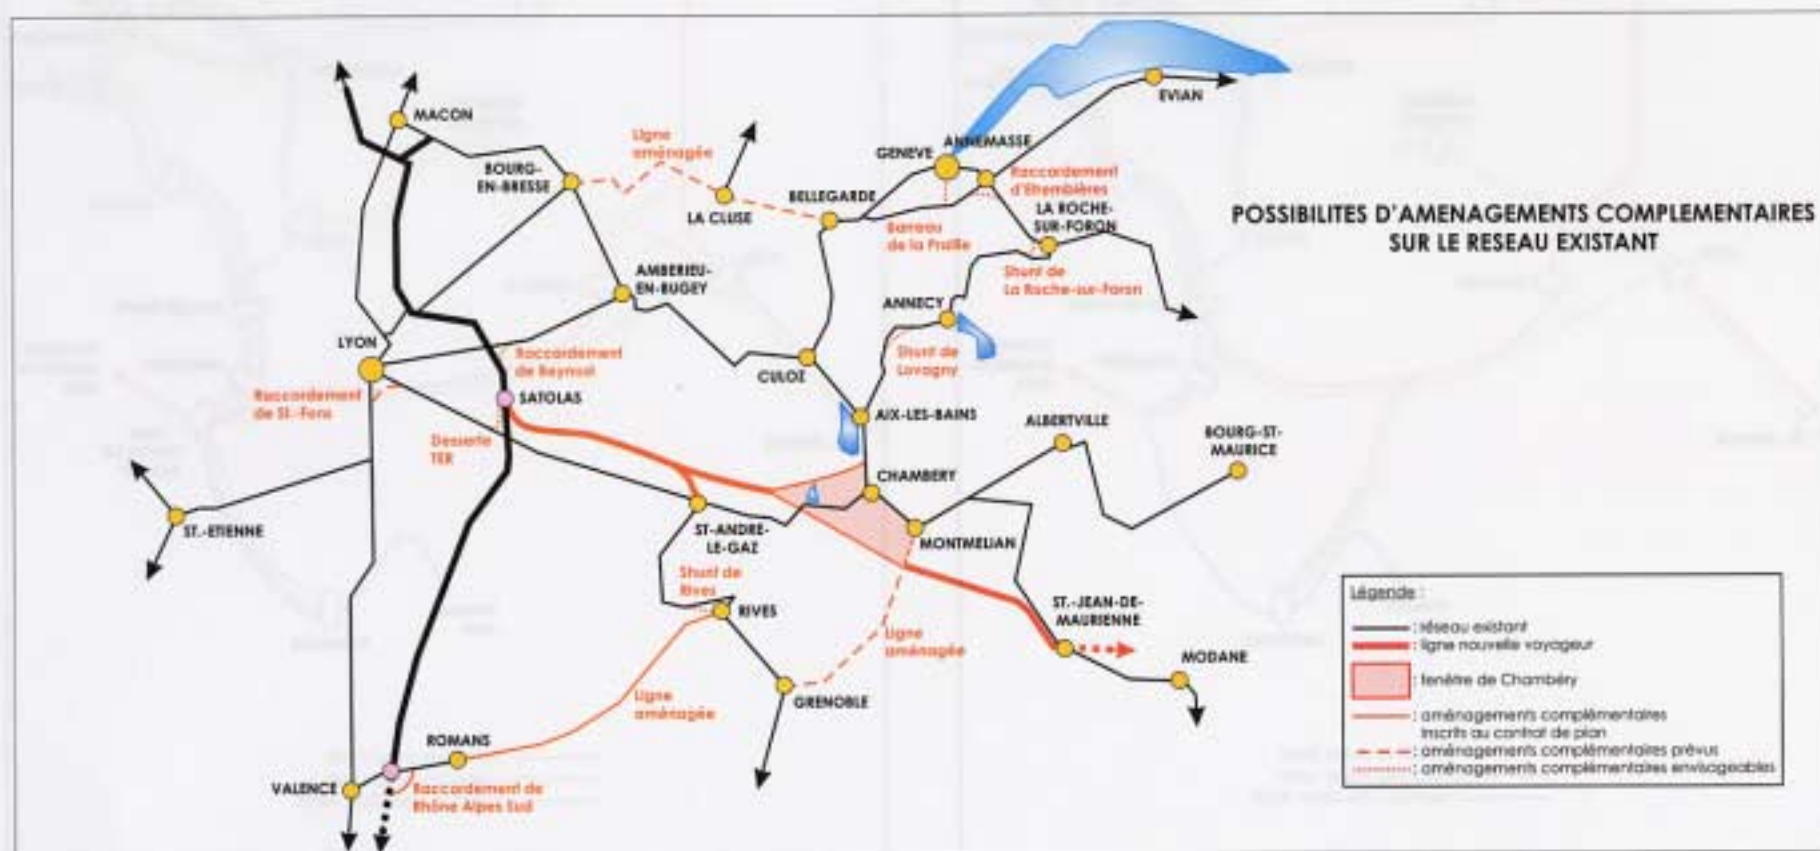 POSSIBILITES D'AMENAGEMENTS COMPLEMENTAIRES
SUR LE RESEAU EXISTANT
MACON
EVIAN
Ligne
aménagée
ANNEMASSE
GENEVE
BOURG-
EN-BRESSE
Raccordement
d'Etrembières
BELLEGARDE
LA CLUSE
LA ROCHE-
SUR-FORON
Barreau
de la Praille
AMBERIEU-
EN-BUGEY
Shunt de
La Roche-sur-Foron
ANNECY
LYON
Raccordement
de Beynost
Shunt de
Lovagny
CULOZ
Raccordement
de St.-Fons
SATOLAS
AIX-LES-BAINS
ALBERTVILLE
BOURG-ST-
MAURICE
Desserte
TER
CHAMBERY
ST.-ETIENNE
ST-ANDRE-
LE-GAZ
MONTMELIAN
Shunt de
Rives
RIVES
ST.-JEAN-DE-
MAURIENNE
Ligne
aménagée
MODANE
GRENOBLE
Ligne
aménagée
ROMANS
VALENCE
Raccordement de
Rhône Alpes Sud
Légende :
: réseau existant
: ligne nouvelle voyageur
: fenêtre de Chambéry
: aménagements complémentaires
inscrits au contrat de plan
: aménagements complémentaires prévus
: aménagements complémentaires envisageables